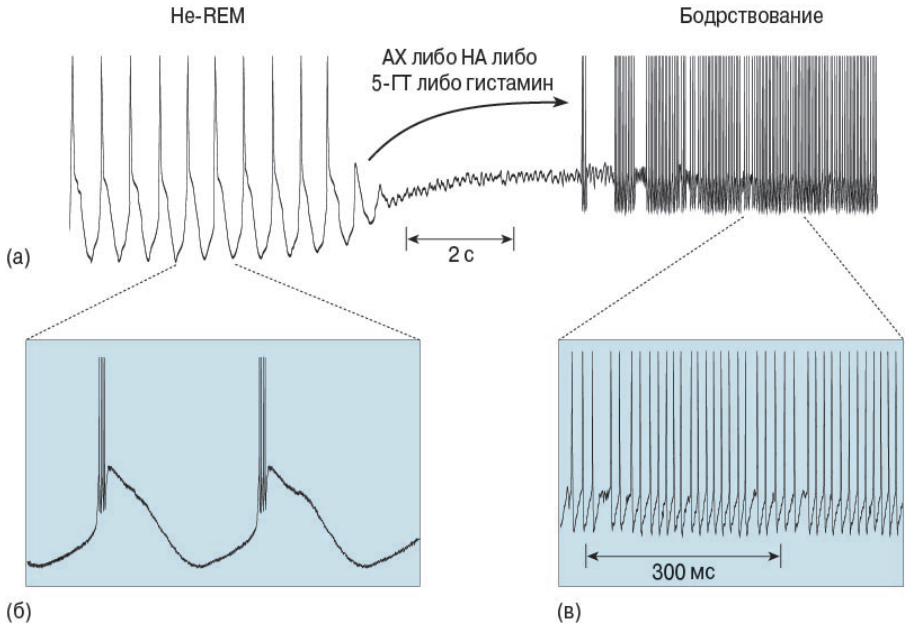 Не-REM
Бодрствование
АХ либо НА либо
5-ГТ либо гистамин
2 с
(а)
300 мс
(б)
(в)